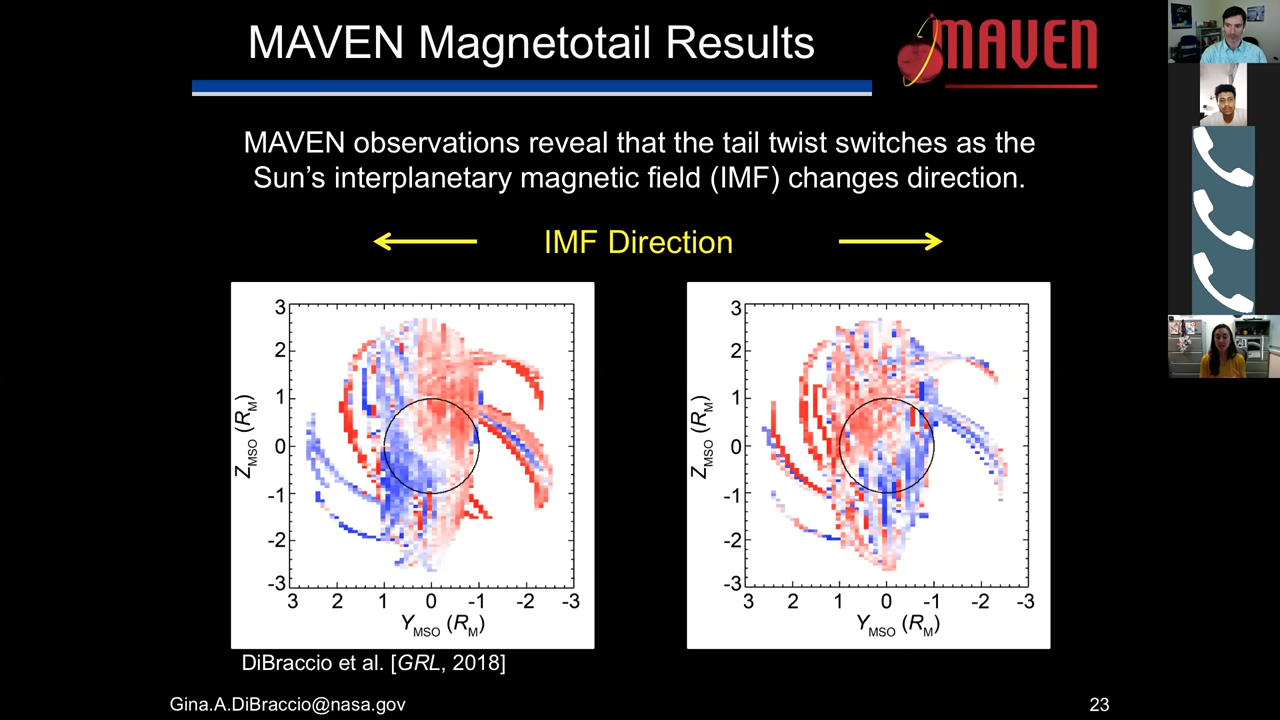 MAVEN Magnetotail Results
MAVEN
MAVEN observations reveal that the tail twist switches as the
Sun's interplanetary magnetic field (IMF) changes direction.
IMF Direction
3
2
1
0
-1
-2
-3
Z_MSO (R_M)
3 2 1 0 -1 -2 -3
Y_MSO (R_M)
3
2
1
0
-1
-2
-3
Z_MSO (R_M)
3 2 1 0 -1 -2 -3
Y_MSO (R_M)
DiBraccio et al. [GRL, 2018]
Gina.A.DiBraccio@nasa.gov
23